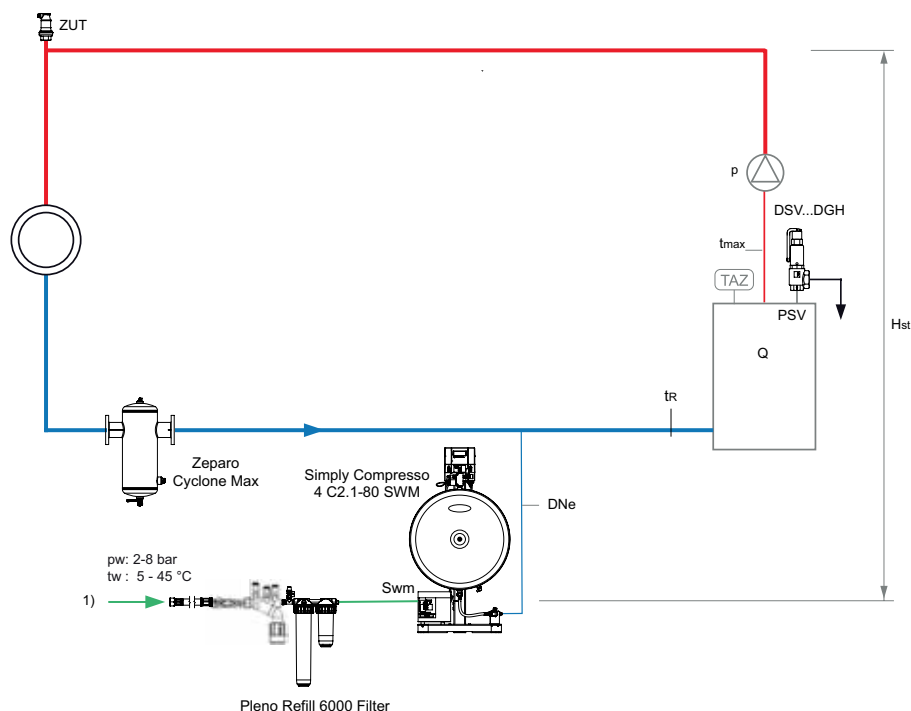 ZUT
p
DSV...DGH
tmax
TAZ
PSV
Hst
Q
tR
Zeparo
Cyclone Max
Simply Compresso
4 C2.1-80 SWM
DNe
pw: 2-8 bar
tw : 5 - 45 °C
Swm
1)
Pleno Refill 6000 Filter